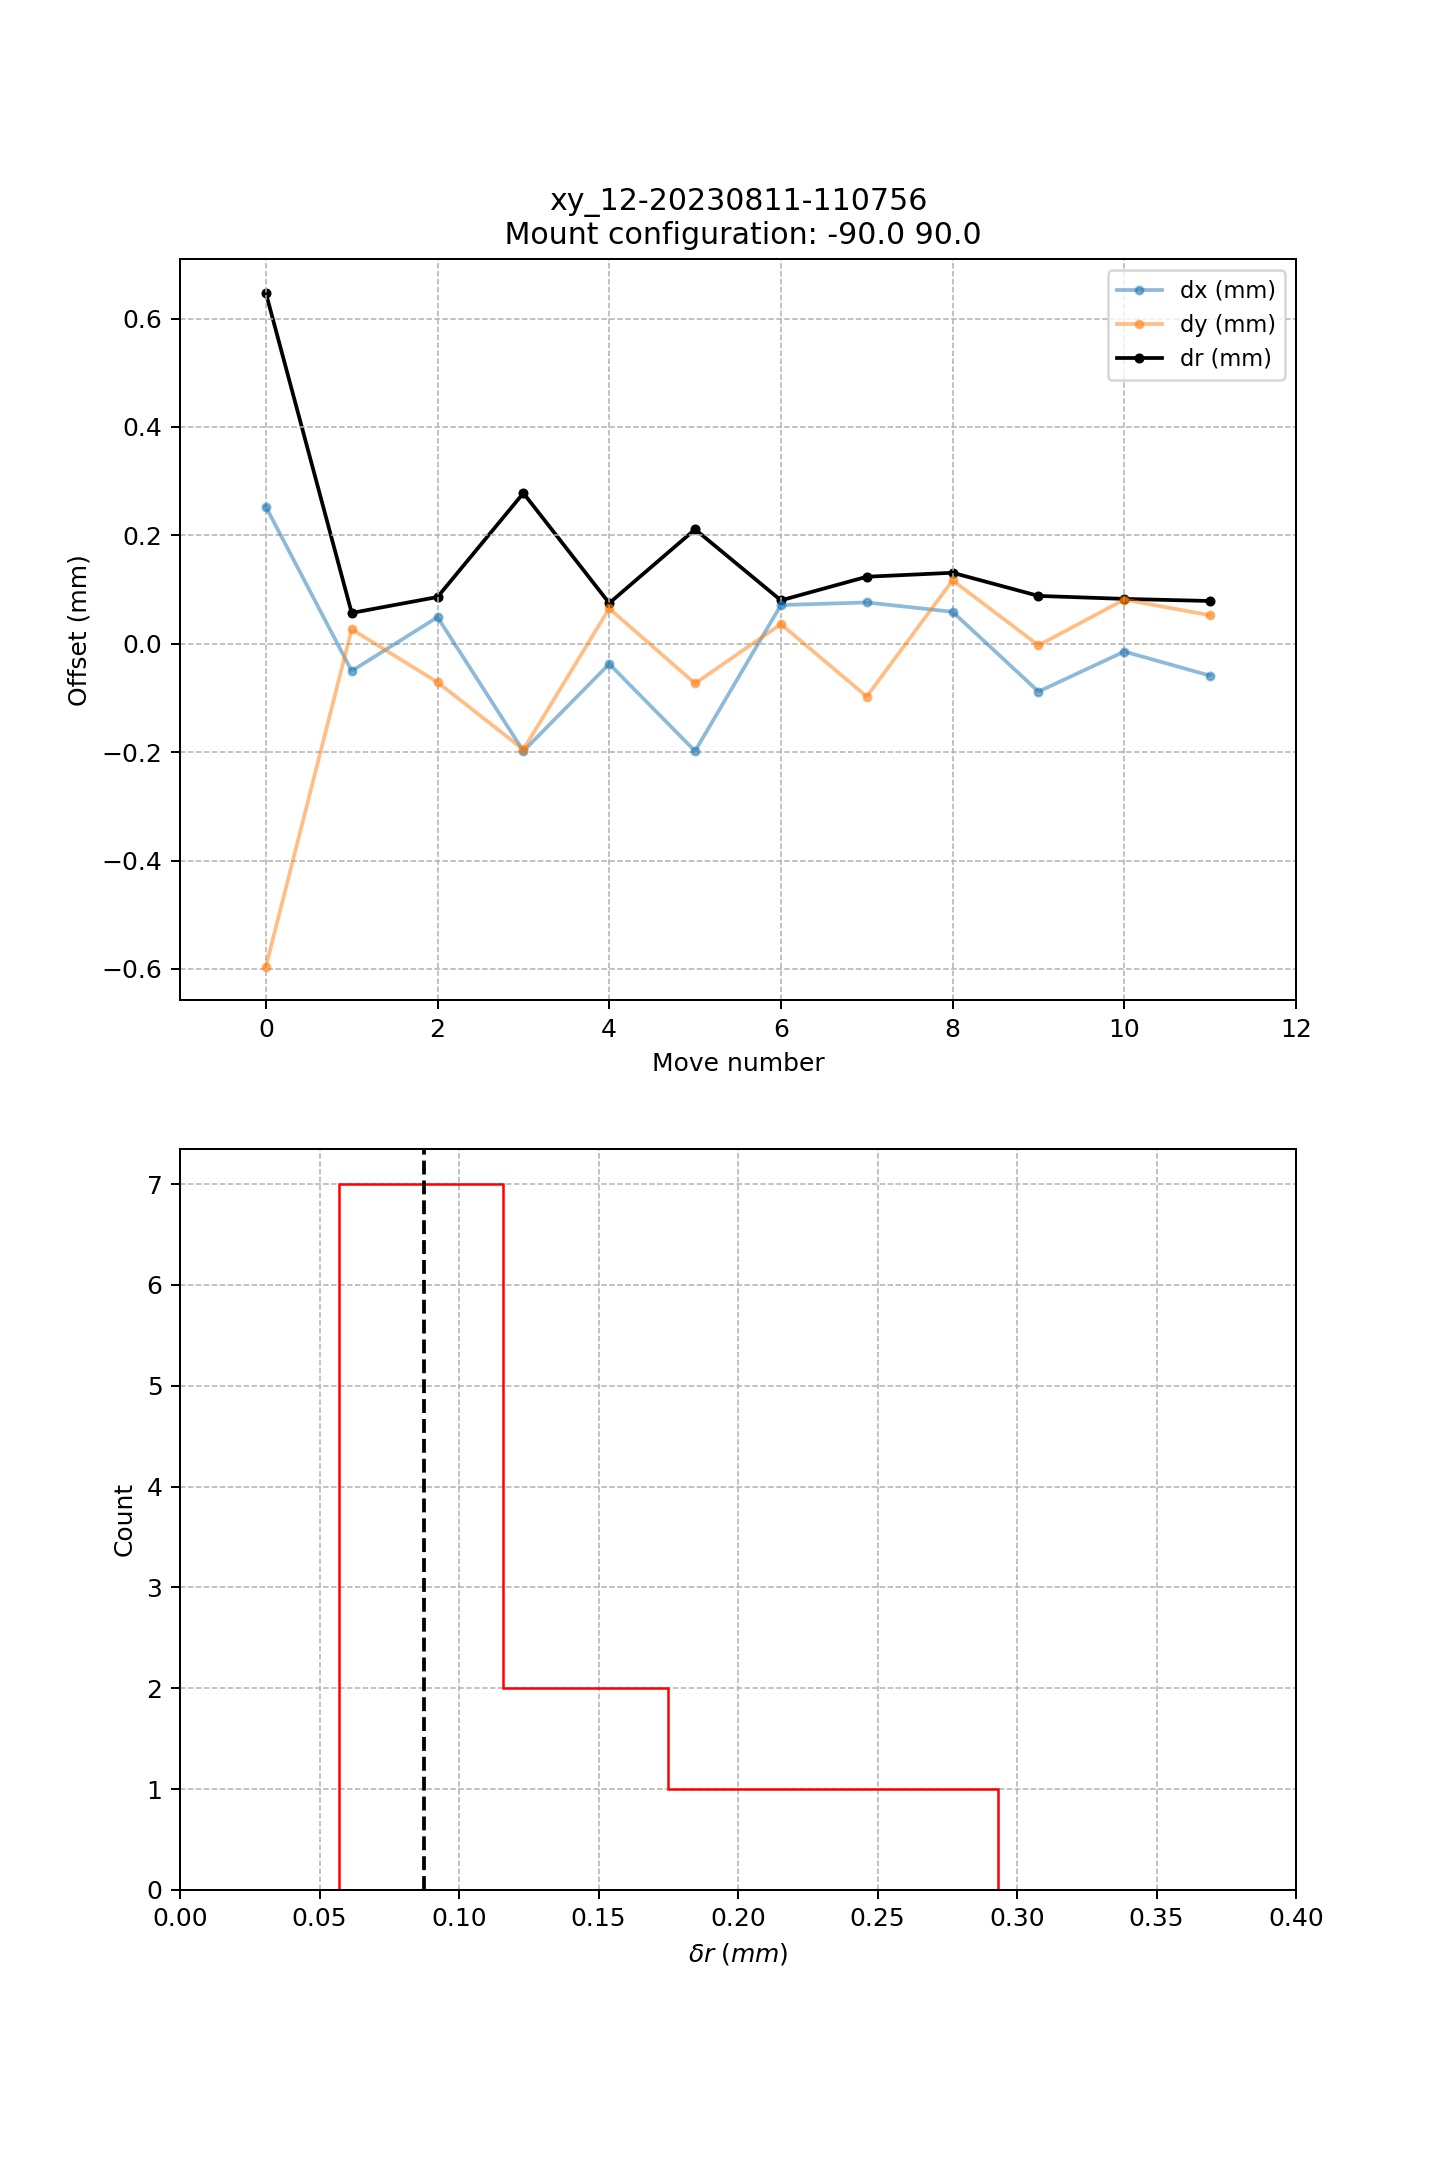 xy_12-20230811-110756
Mount configuration: -90.0 90.0
dx (mm)
dy (mm)
dr (mm)
0.6
0.4
0.2
0.0
−0.2
−0.4
−0.6
Offset (mm)
0 2 4 6 8 10 12
Move number
7
6
5
4
3
2
1
0
Count
0.00 0.05 0.10 0.15 0.20 0.25 0.30 0.35 0.40
δr (mm)